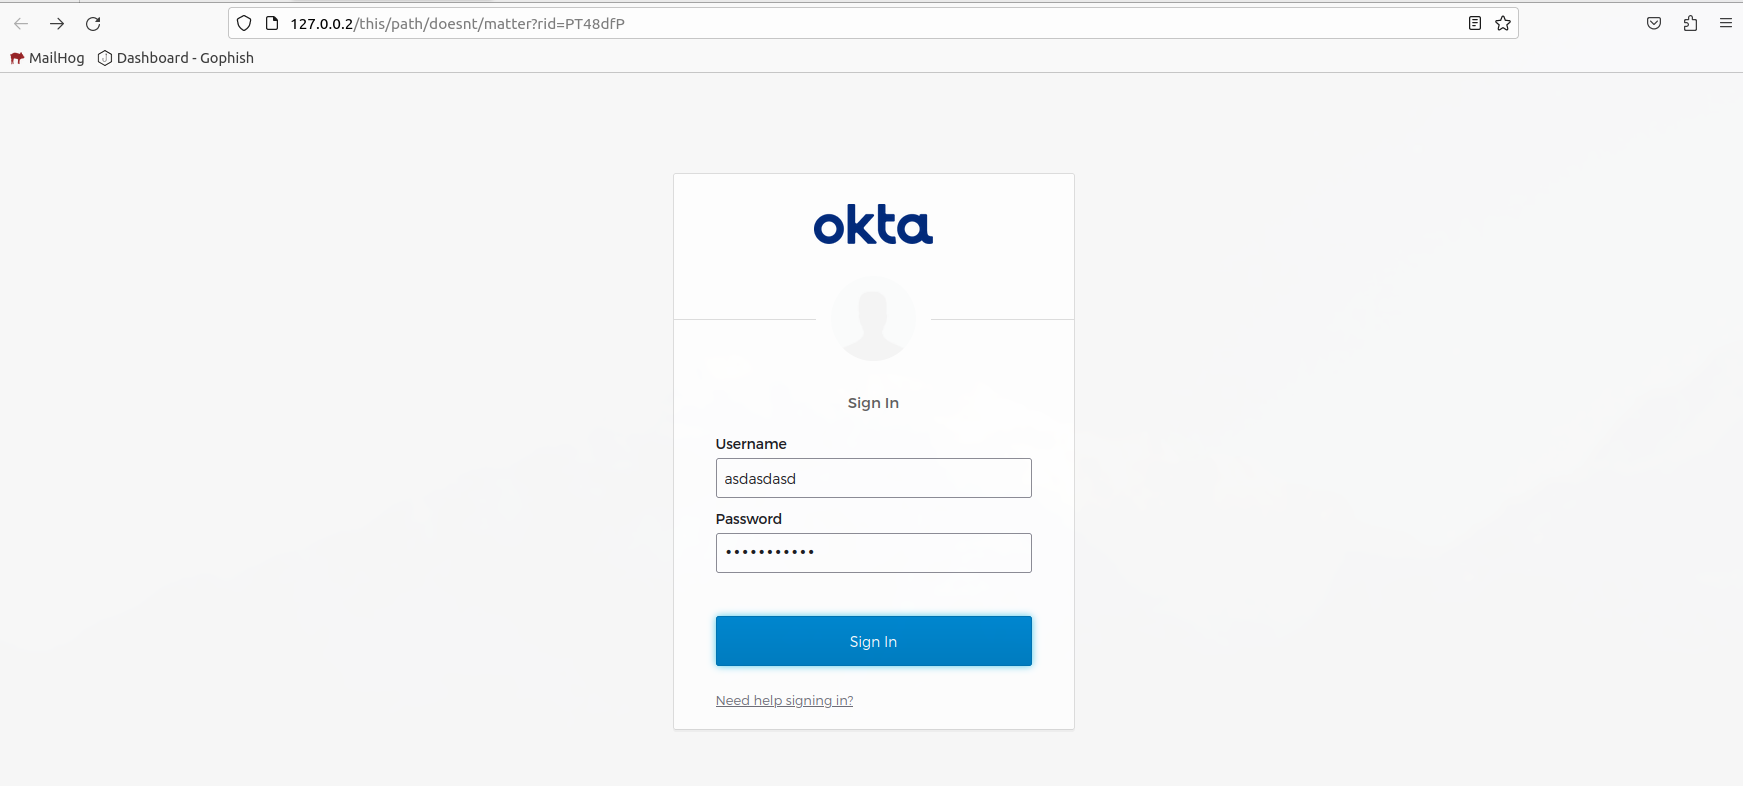 127.0.0.2/this/path/doesnt/matter?rid=PT48dfP
MailHog Dashboard - Gophish
okta
Sign In
Username
asdasdasd
Password
•••••••••••
Sign In
Need help signing in?